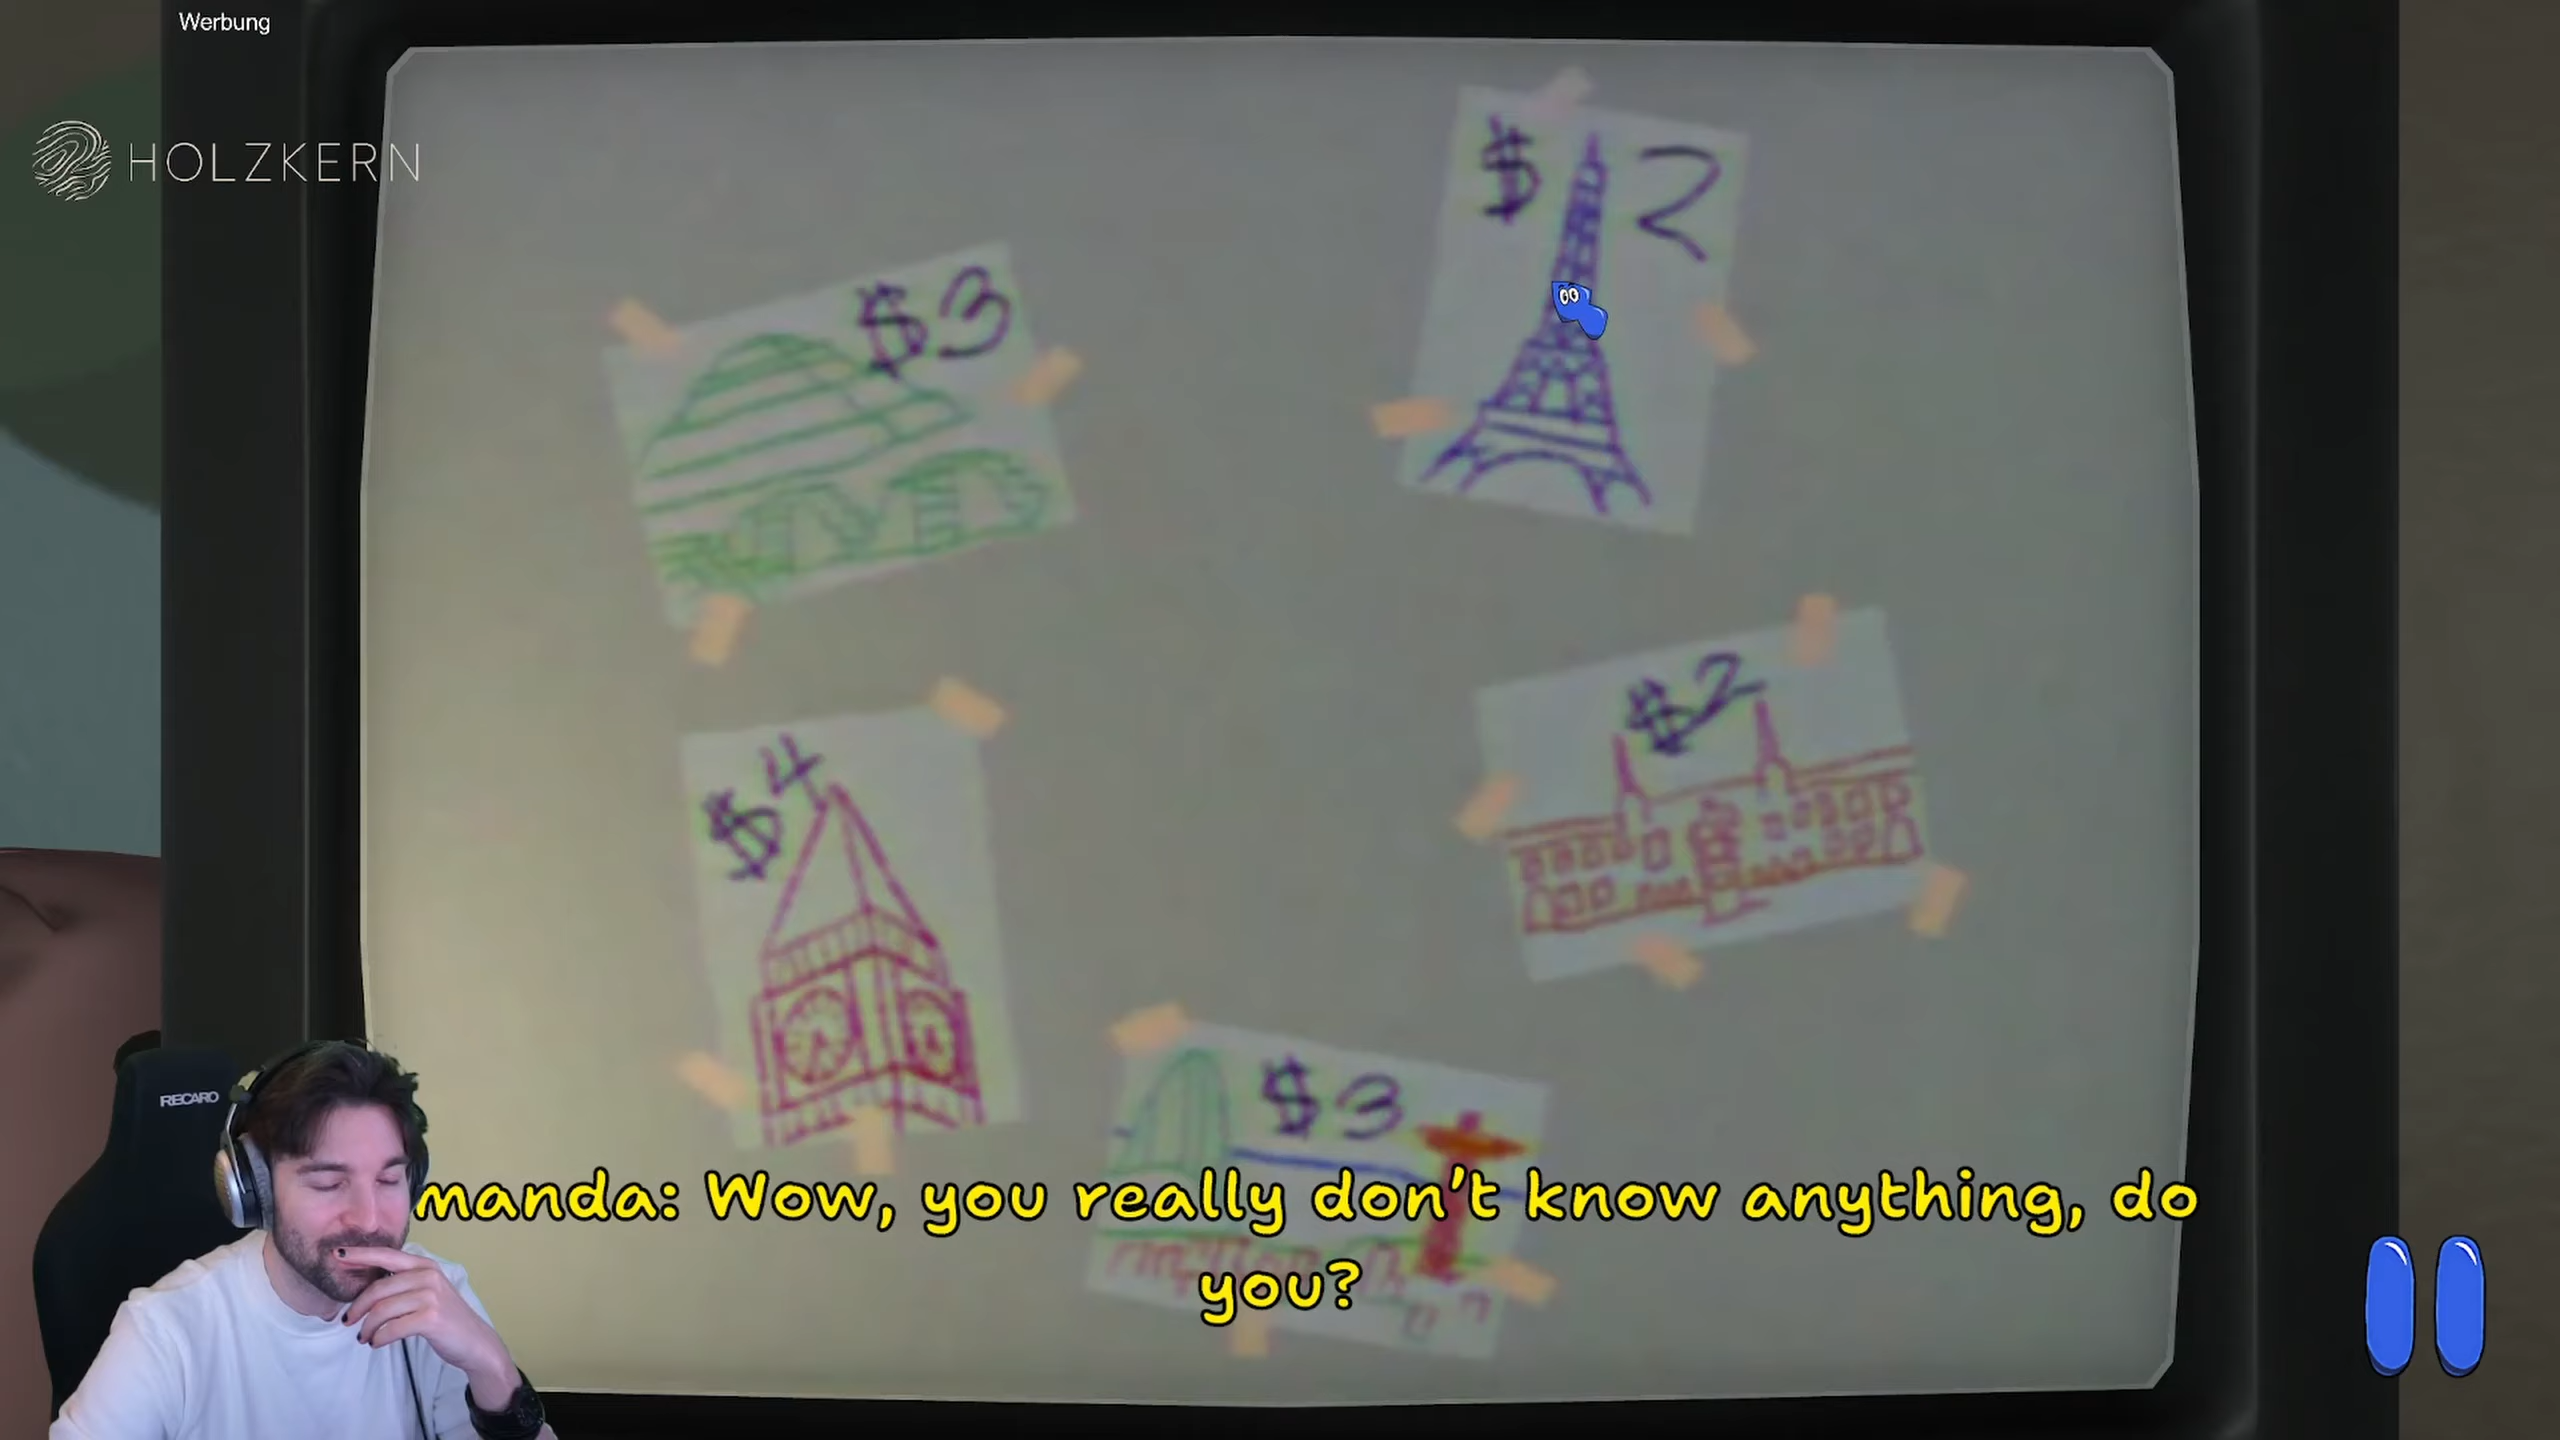 Werbung
HOLZKERN
$ 2
$3
$2
$4
$3
RECARO
manda: Wow, you really don't know anything, do
you?